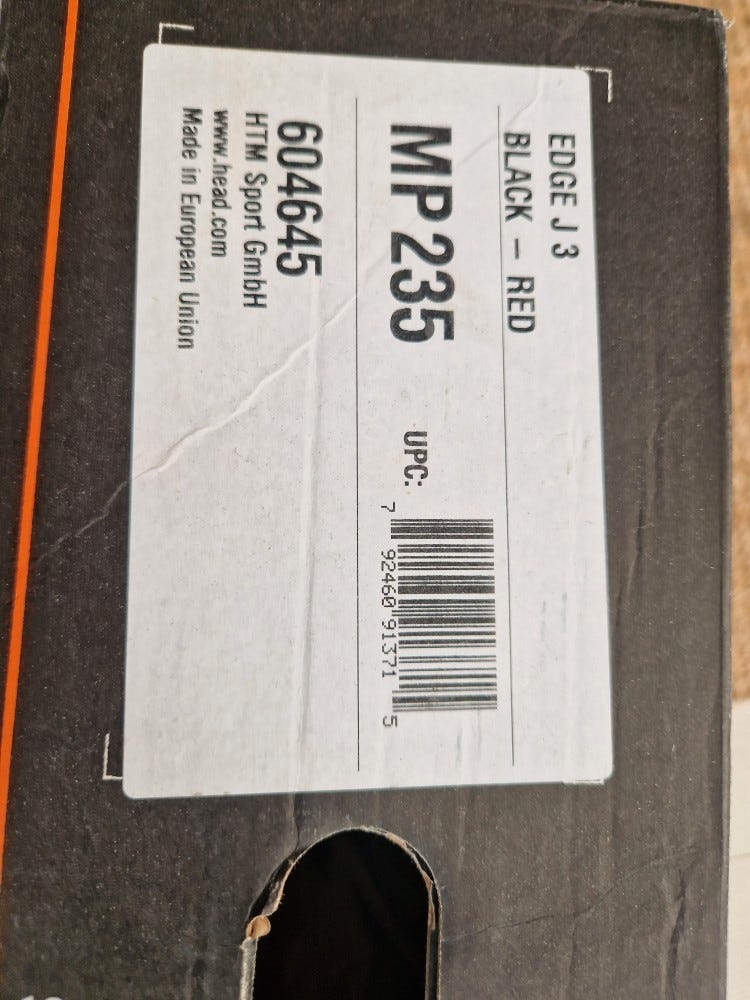 EDGE J 3
BLACK – RED
MP 235
UPC:
7 92460 91371 5
604645
HTM Sport GmbH
www.head.com
Made in European Union